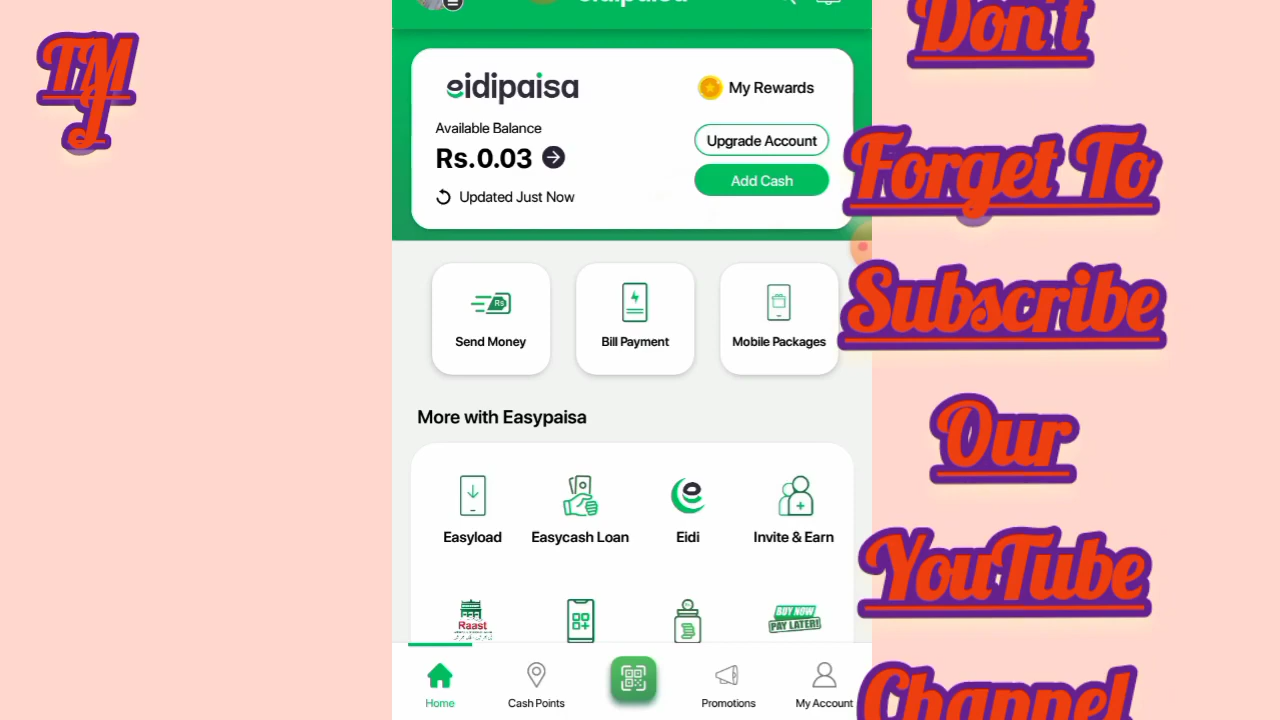 TM
J
eidipaisa
eidipaisa
My Rewards
Available Balance
Upgrade Account
Rs.0.03
Add Cash
Updated Just Now
Rs
Send Money
Bill Payment
Mobile Packages
More with Easypaisa
Easyload
Easycash Loan
Eidi
Invite & Earn
Raast
BUY NOW
PAY LATER!
Home
Cash Points
Promotions
My Account
Don't
Forget To
Subscribe
Our
YouTube
Channel